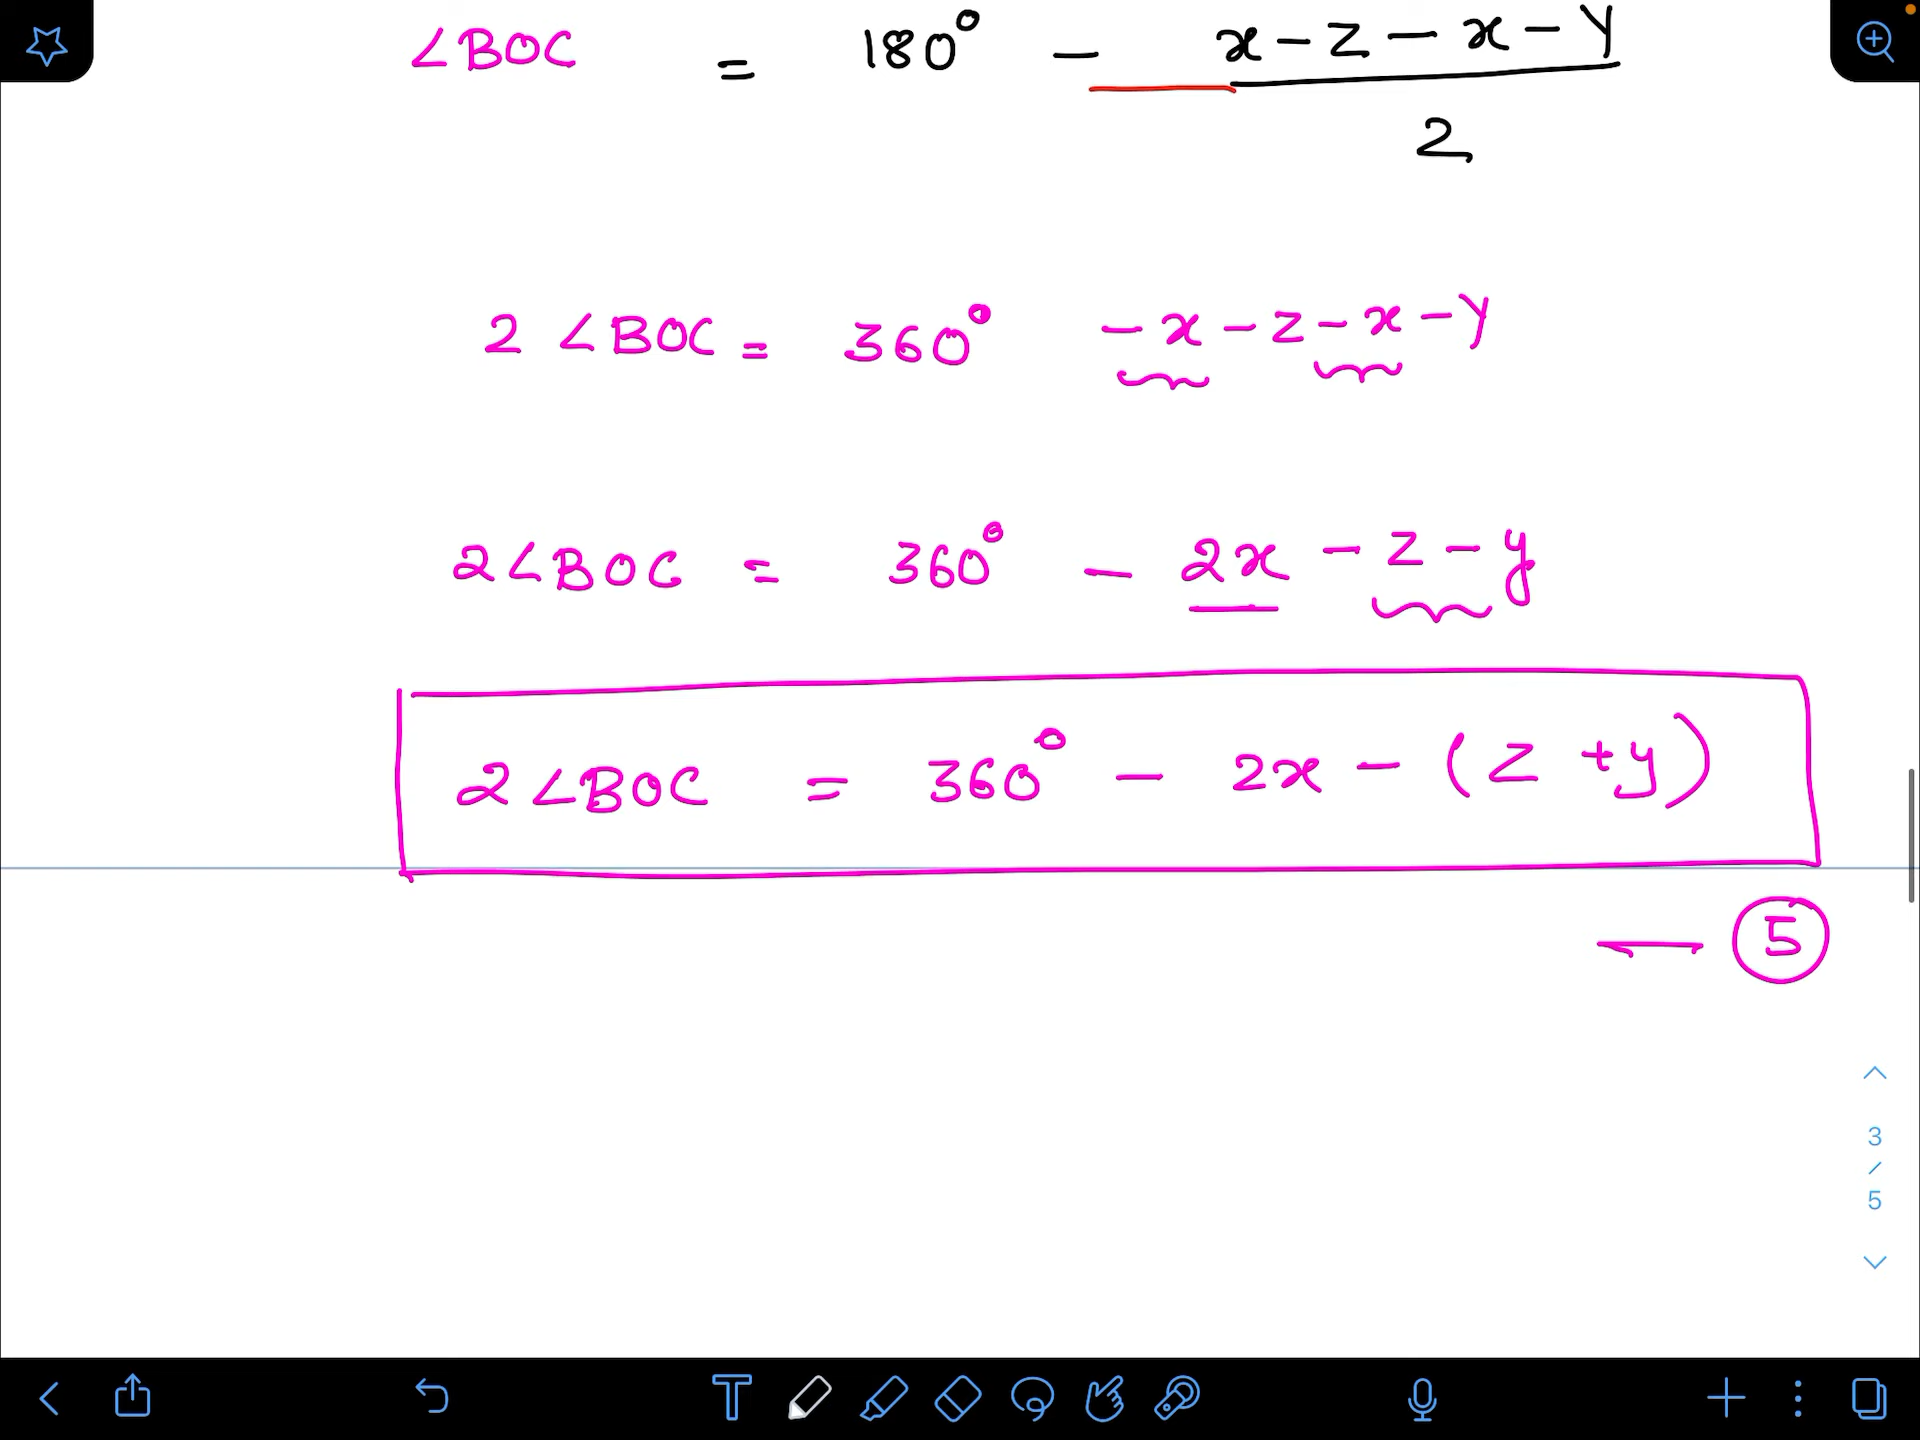 ∠BOC = 180° - x - z - x - y
2
2 ∠BOC = 360° - x - z - x - y
2∠BOC = 360° - 2x - z - y
2∠BOC = 360° - 2x - (z + y)
5
3
/
5
T